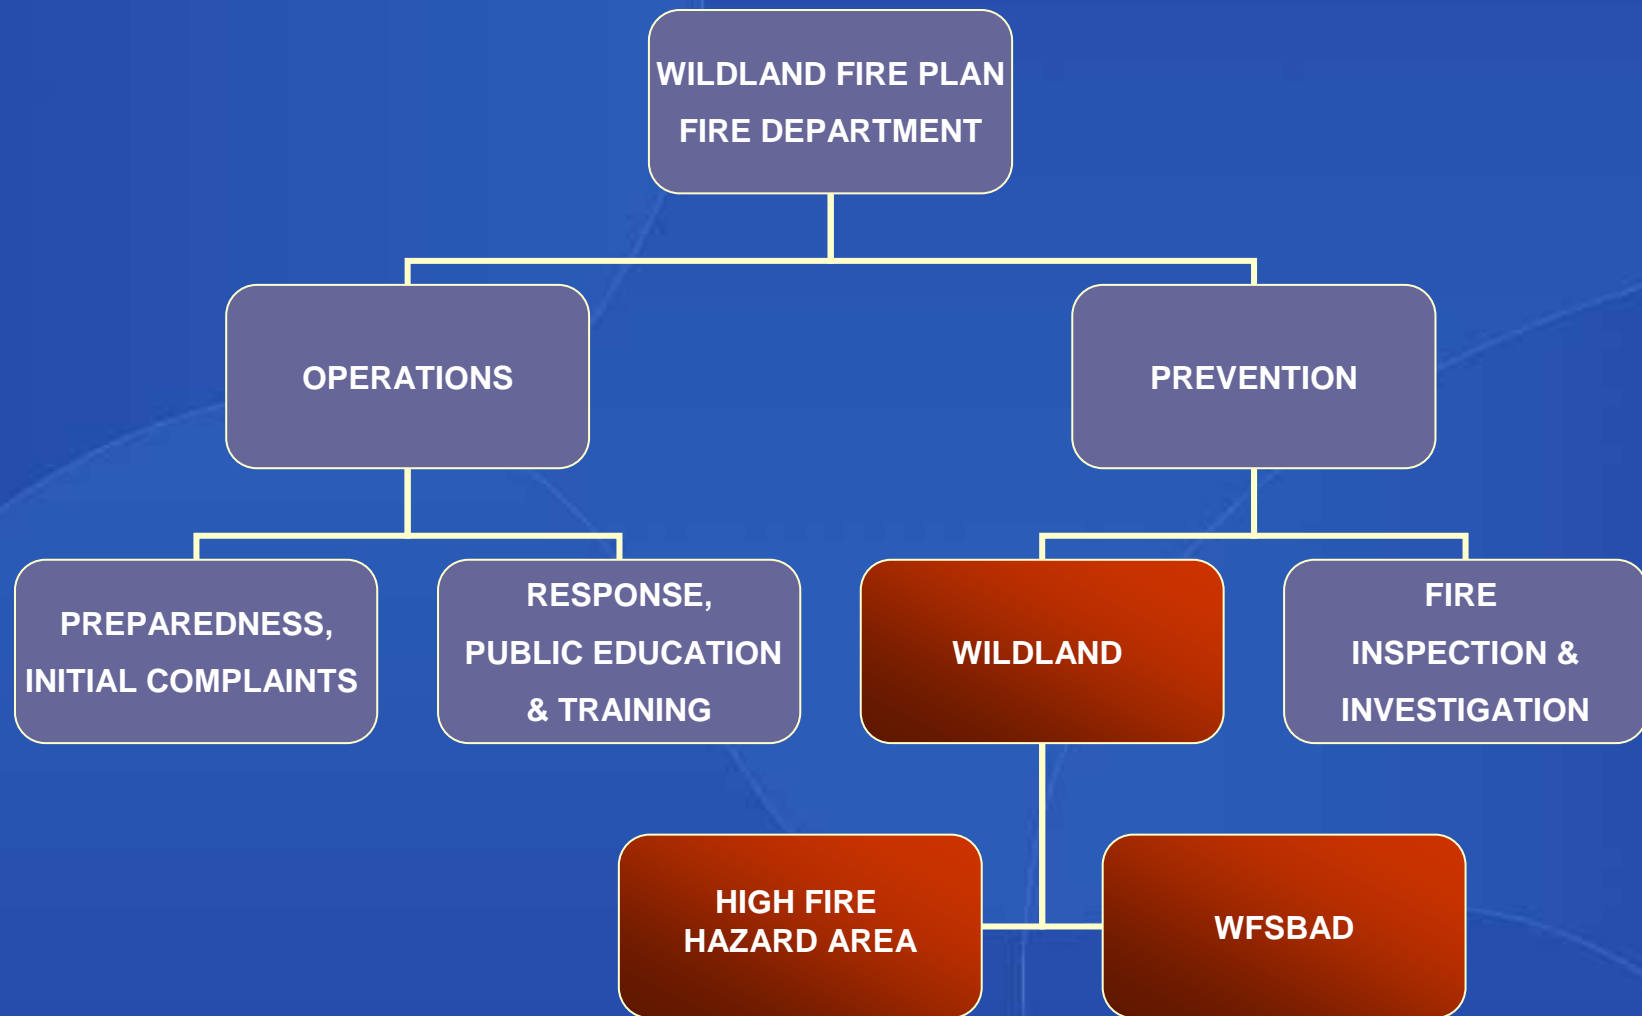 WILDLAND FIRE PLAN
FIRE DEPARTMENT
OPERATIONS
PREVENTION
PREPAREDNESS,
INITIAL COMPLAINTS
RESPONSE,
PUBLIC EDUCATION
& TRAINING
WILDLAND
FIRE
INSPECTION &
INVESTIGATION
HIGH FIRE
HAZARD AREA
WFSBAD